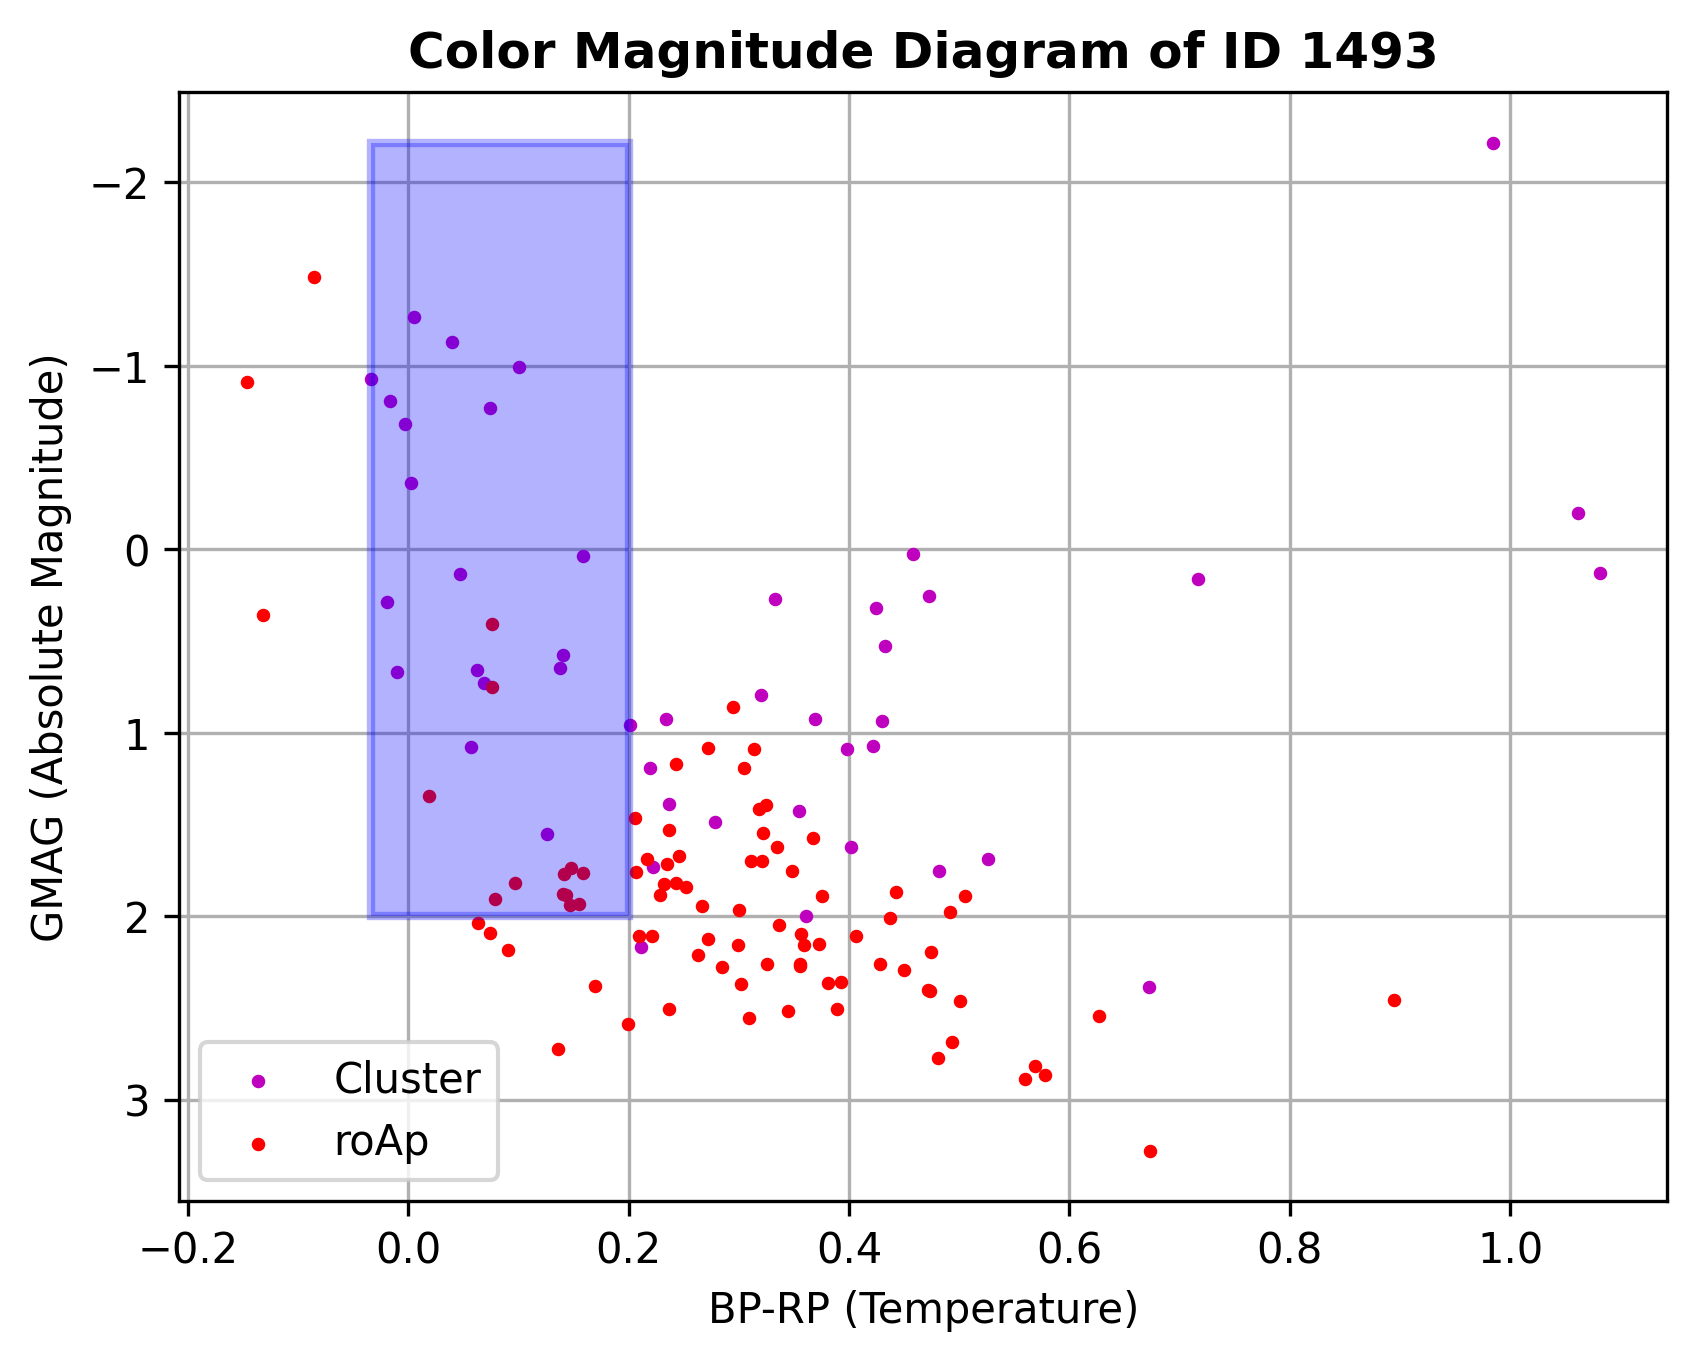 Color Magnitude Diagram of ID 1493
GMAG (Absolute Magnitude)
−2
−1
0
1
2
3
Cluster
roAp
−0.2 0.0 0.2 0.4 0.6 0.8 1.0
BP-RP (Temperature)